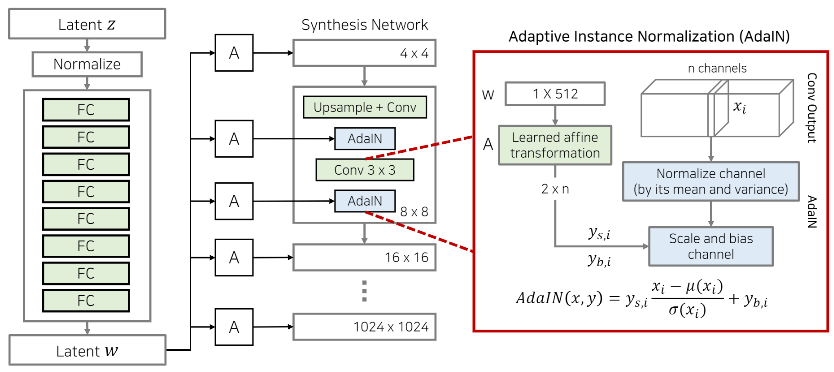 Latent z
Normalize
FC
FC
FC
FC
FC
FC
FC
FC
Latent w
A
A
A
A
A
Synthesis Network
4 x 4
Upsample + Conv
AdaIN
Conv 3 x 3
AdaIN
8 x 8
16 x 16
1024 x 1024
Adaptive Instance Normalization (AdaIN)
w
1 X 512
A
Learned affine
transformation
2 x n
n channels
x_i
Conv Output
Normalize channel
(by its mean and variance)
AdaIN
y_{s,i}
y_{b,i}
Scale and bias
channel
AdaIN(x, y) = y_{s,i} \frac{x_i − μ(x_i)}{σ(x_i)} + y_{b,i}